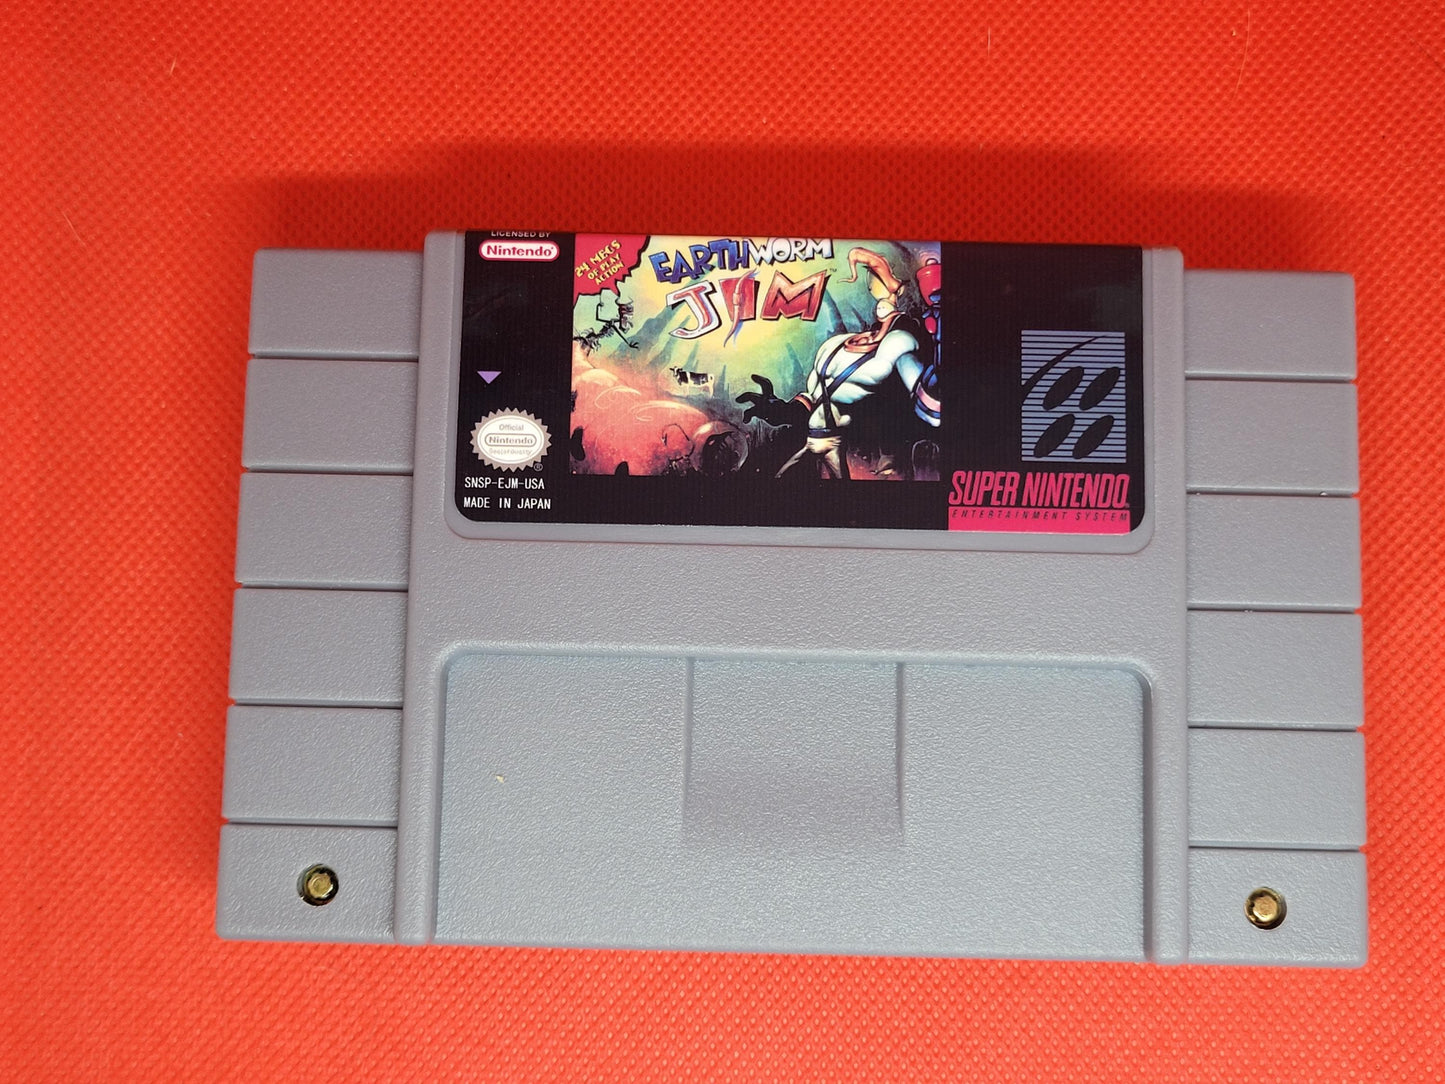 LICENSED BY
Nintendo®
24 MEGS
OF PLAY
ACTION
EARTHWORM
JIM™
Official
Nintendo
®
SNSP-EJM-USA
MADE IN JAPAN
SUPER NINTENDO®
ENTERTAINMENT SYSTEM